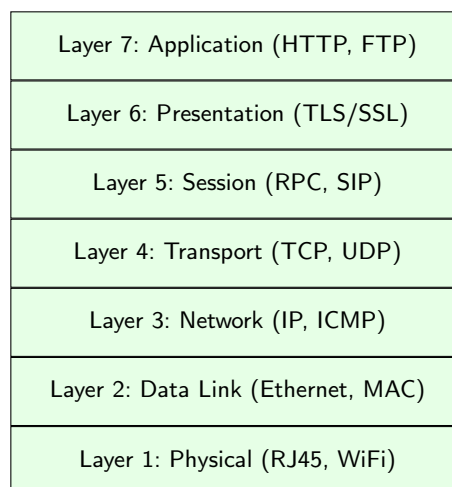 Layer 7: Application (HTTP, FTP)
Layer 6: Presentation (TLS/SSL)
Layer 5: Session (RPC, SIP)
Layer 4: Transport (TCP, UDP)
Layer 3: Network (IP, ICMP)
Layer 2: Data Link (Ethernet, MAC)
Layer 1: Physical (RJ45, WiFi)